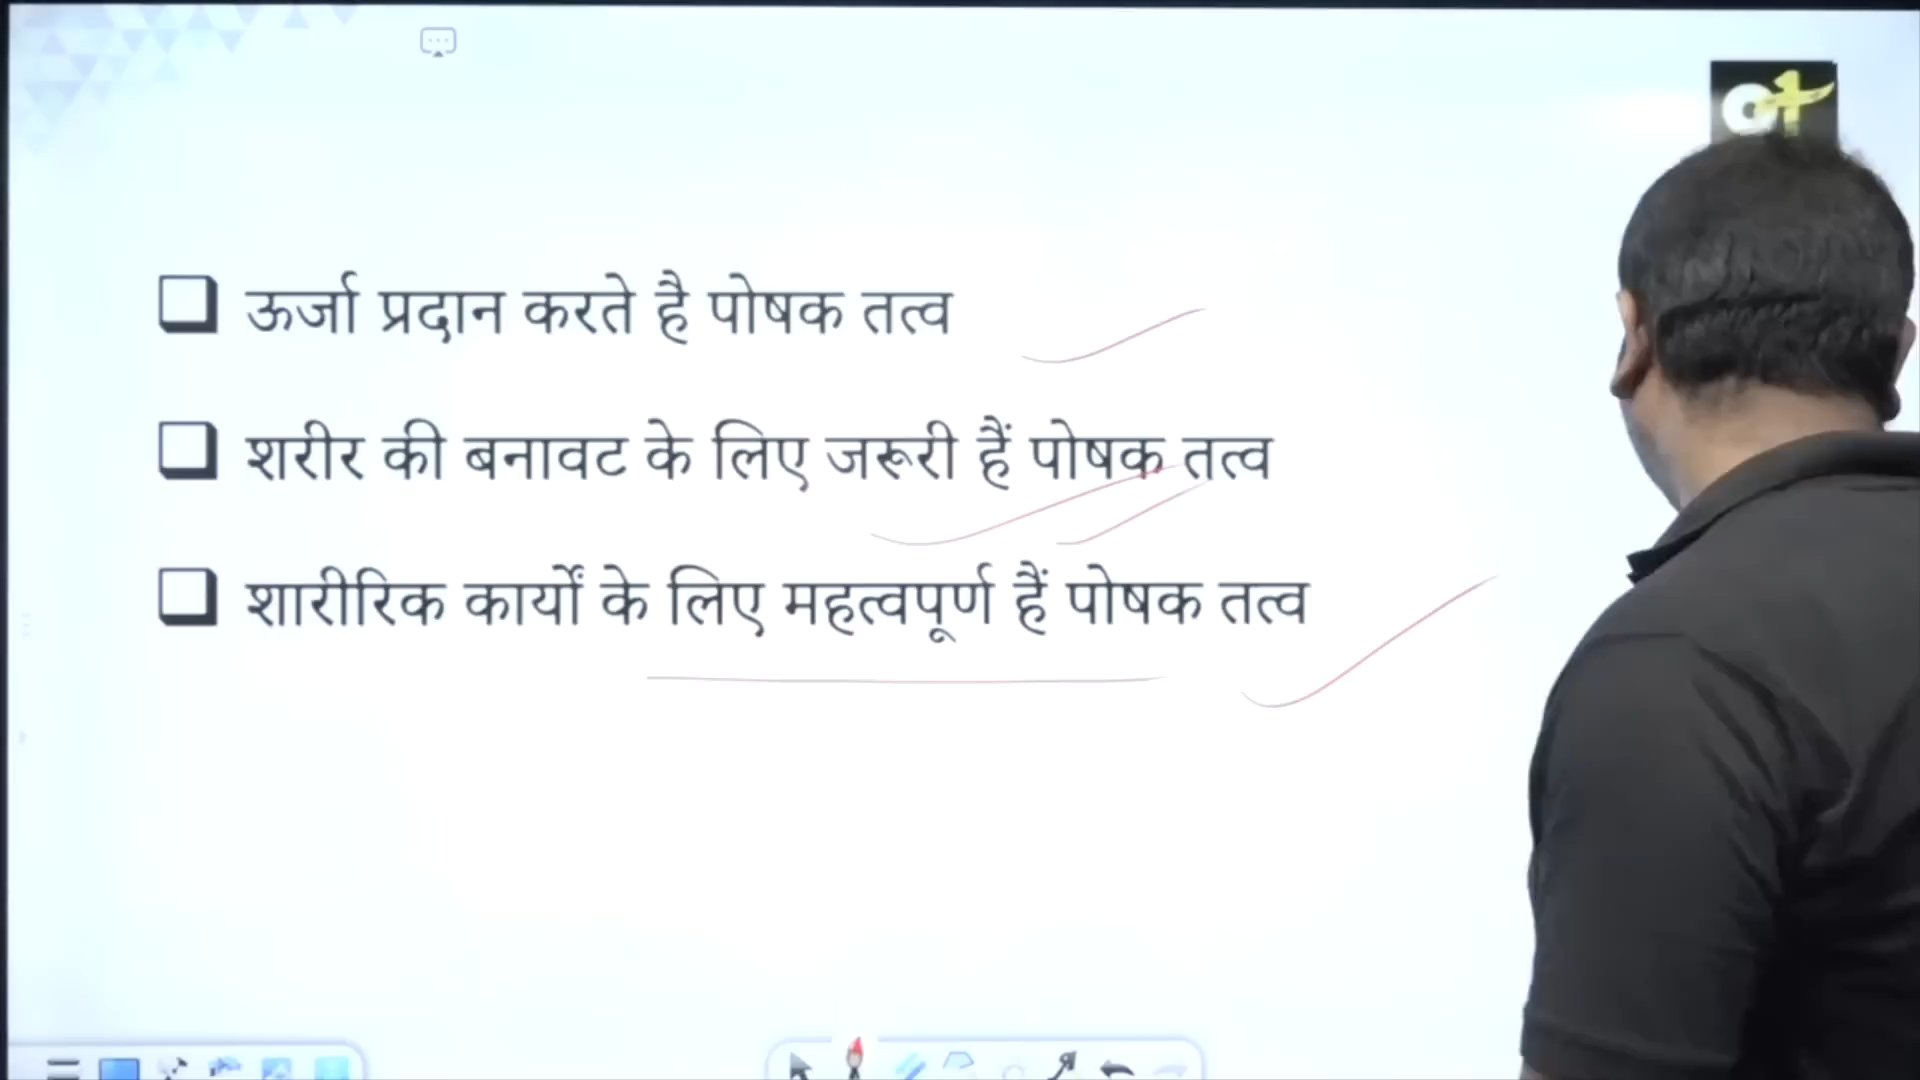 ऊर्जा प्रदान करते है पोषक तत्व
शरीर की बनावट के लिए जरूरी हैं पोषक तत्व
शारीरिक कार्यों के लिए महत्वपूर्ण हैं पोषक तत्व